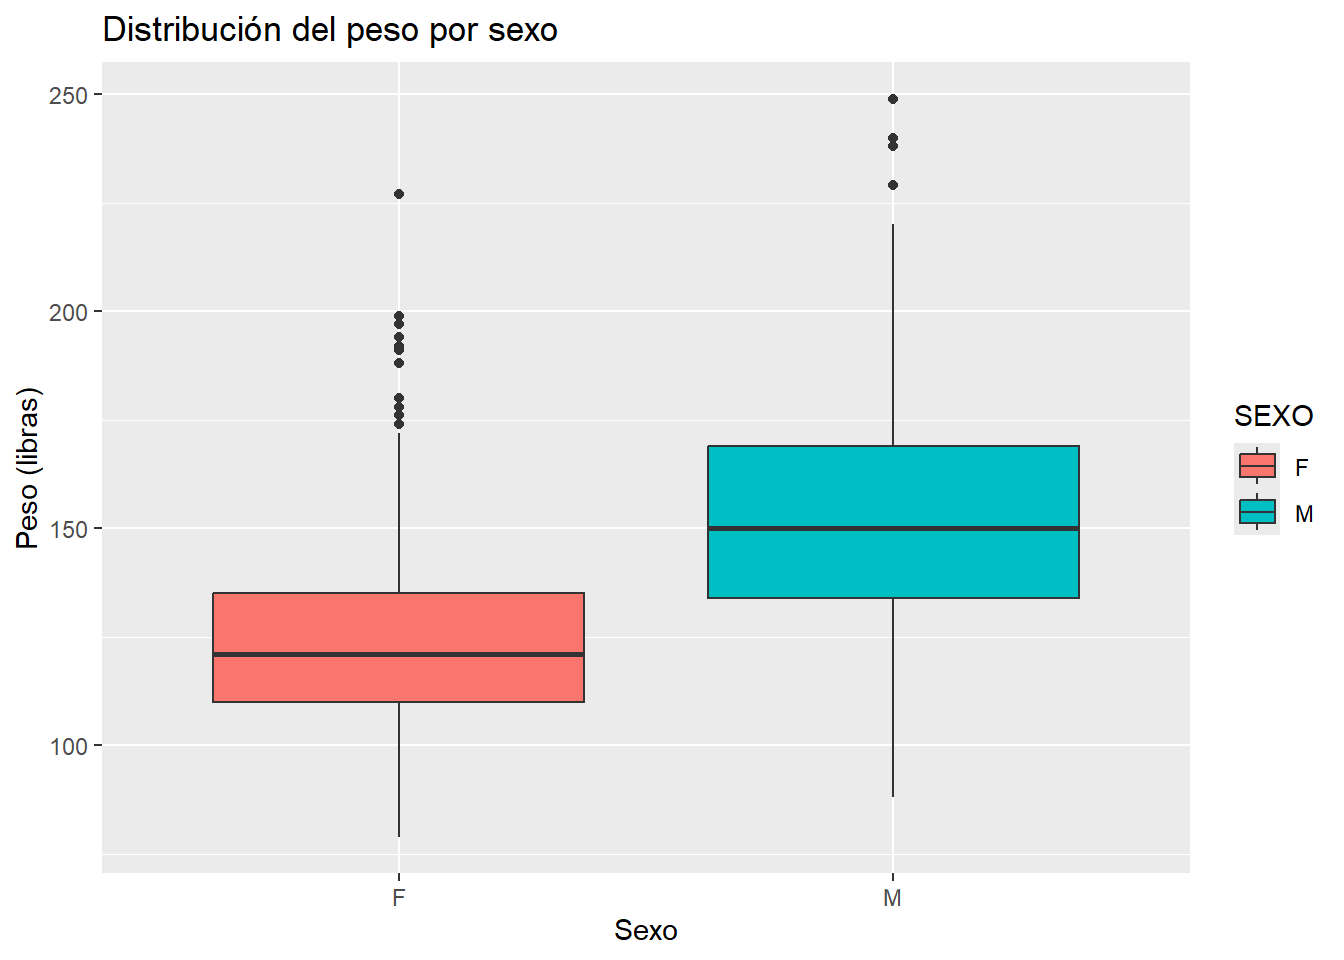 Distribución del peso por sexo
250
200
150
100
Peso (libras)
F
M
Sexo
SEXO
F
M